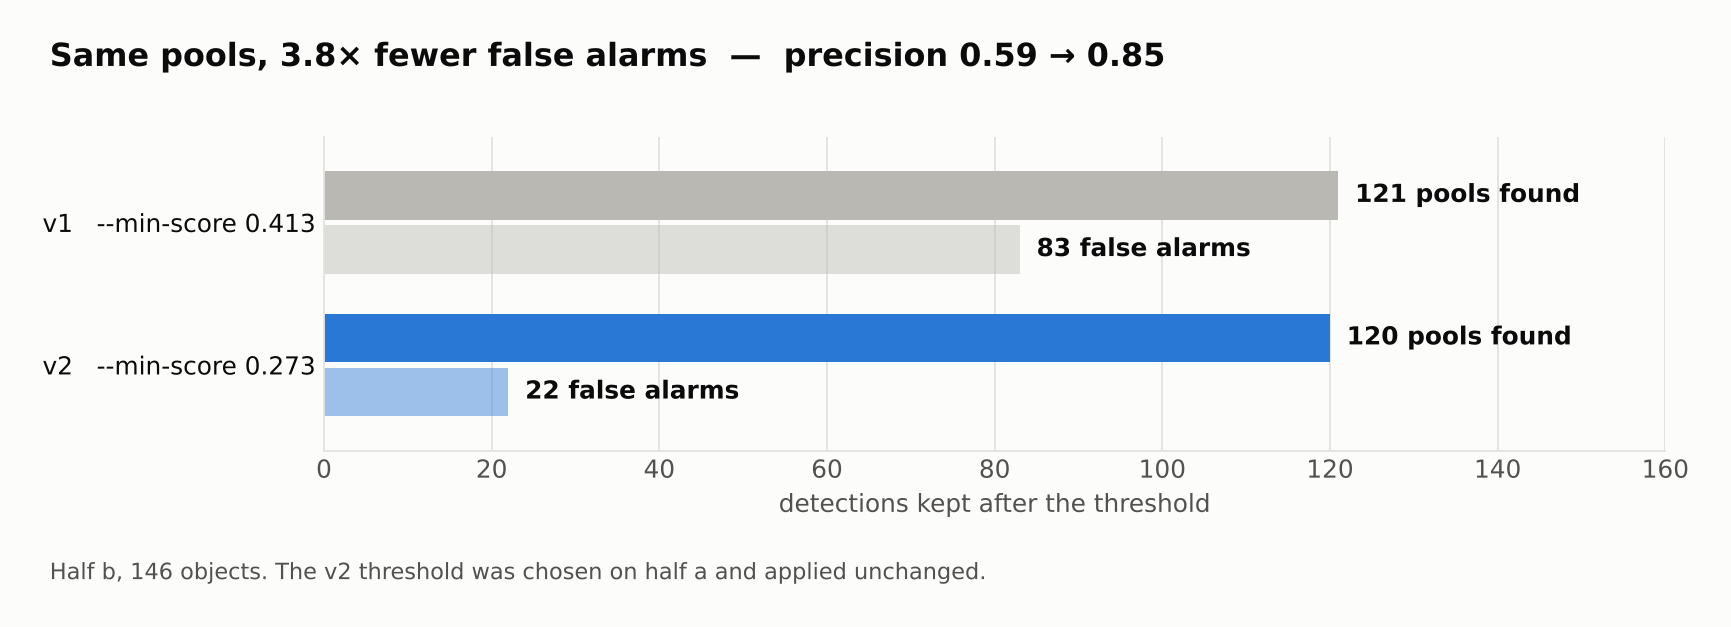 Same pools, 3.8× fewer false alarms — precision 0.59 → 0.85
121 pools found
v1 --min-score 0.413
83 false alarms
120 pools found
v2 --min-score 0.273
22 false alarms
0 20 40 60 80 100 120 140 160
detections kept after the threshold
Half b, 146 objects. The v2 threshold was chosen on half a and applied unchanged.